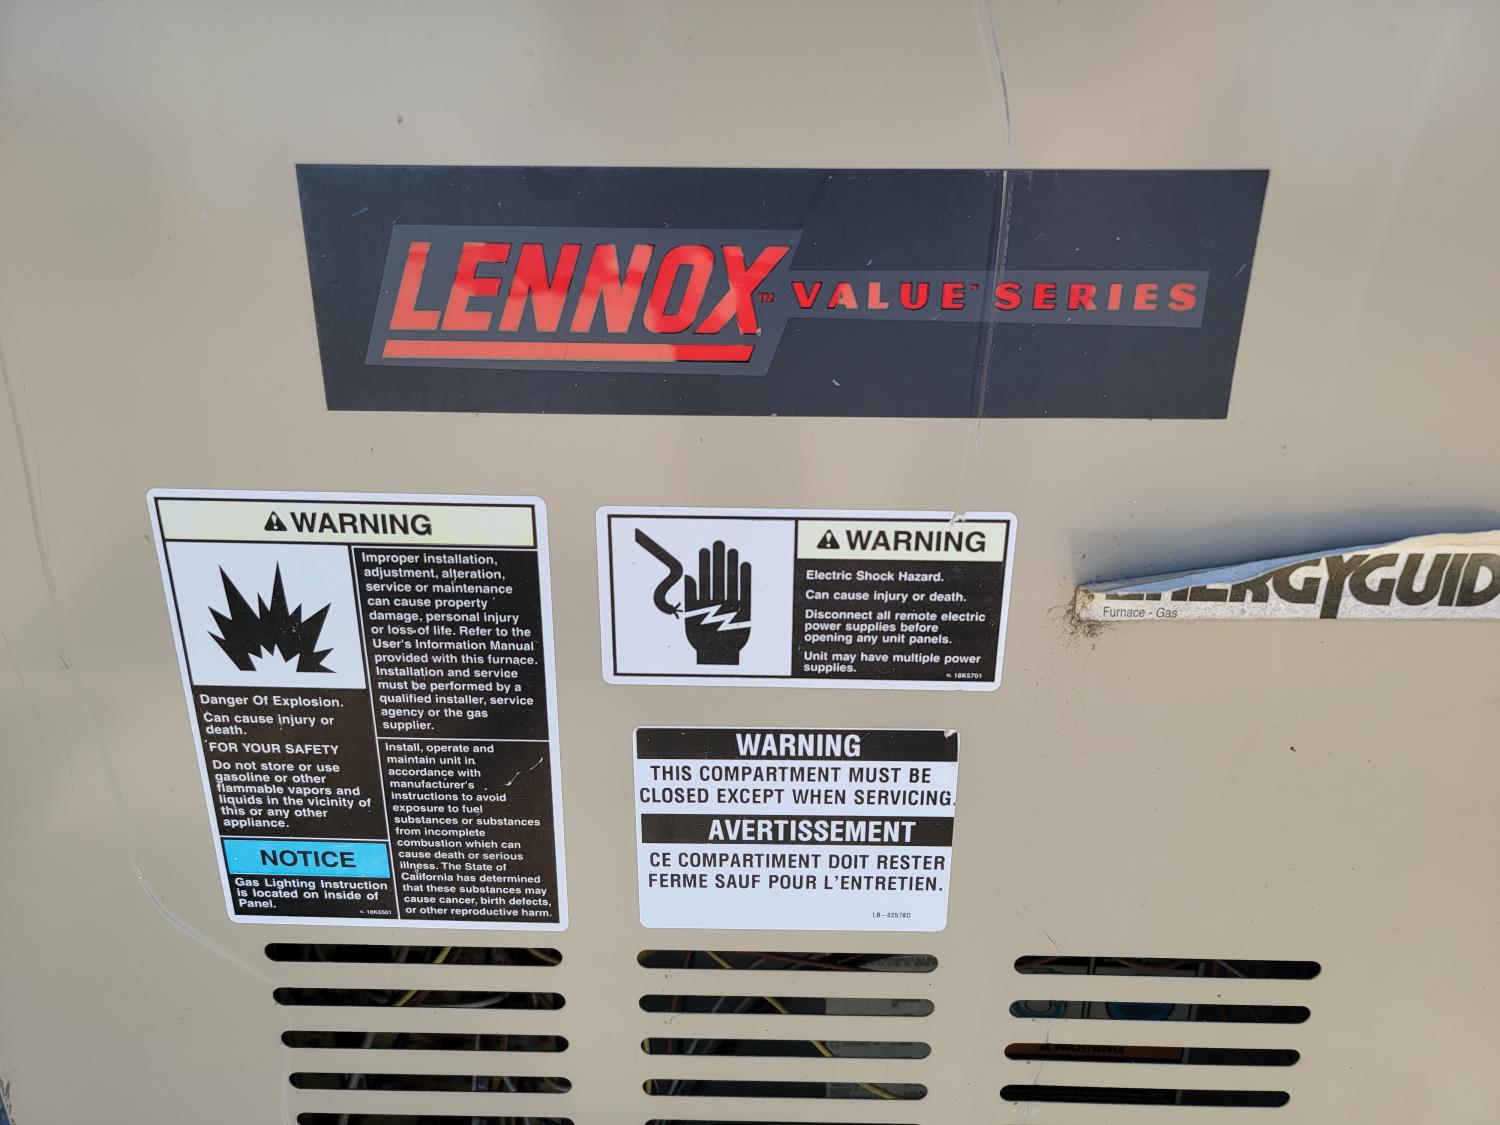 LENNOX™ VALUE™ SERIES
WARNING
Danger Of Explosion.
Can cause injury or
death.
FOR YOUR SAFETY
Do not store or use
gasoline or other
flammable vapors and
liquids in the vicinity of
this or any other
appliance.
NOTICE
Gas Lighting Instruction
is located on inside of
Panel.
Improper installation,
adjustment, alteration,
service or maintenance
can cause property
damage, personal injury
or loss of life. Refer to the
User's Information Manual
provided with this furnace.
Installation and service
must be performed by a
qualified installer, service
agency or the gas
supplier.
Install, operate and
maintain unit in
accordance with
manufacturer's
instructions to avoid
exposure to fuel
substances or substances
from incomplete
combustion which can
cause death or serious
illness. The State of
California has determined
that these substances may
cause cancer, birth defects,
or other reproductive harm.
WARNING
Electric Shock Hazard.
Can cause injury or death.
Disconnect all remote electric
power supplies before
opening any unit panels.
Unit may have multiple power
supplies.
18K5701
WARNING
THIS COMPARTMENT MUST BE
CLOSED EXCEPT WHEN SERVICING.
AVERTISSEMENT
CE COMPARTIMENT DOIT RESTER
FERME SAUF POUR L'ENTRETIEN.
LB-62578D
ENERGYGUID
Furnace - Gas
WARNING